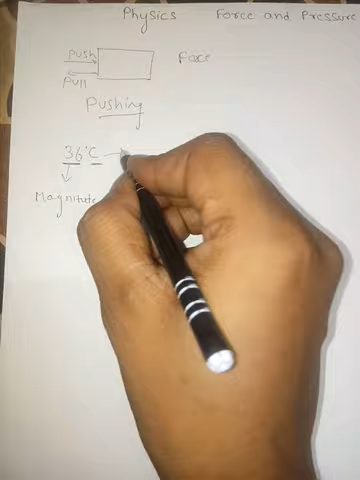 Physics Force and Pressure
Push
Force
Pull
Pushing
36°C
Magnitude